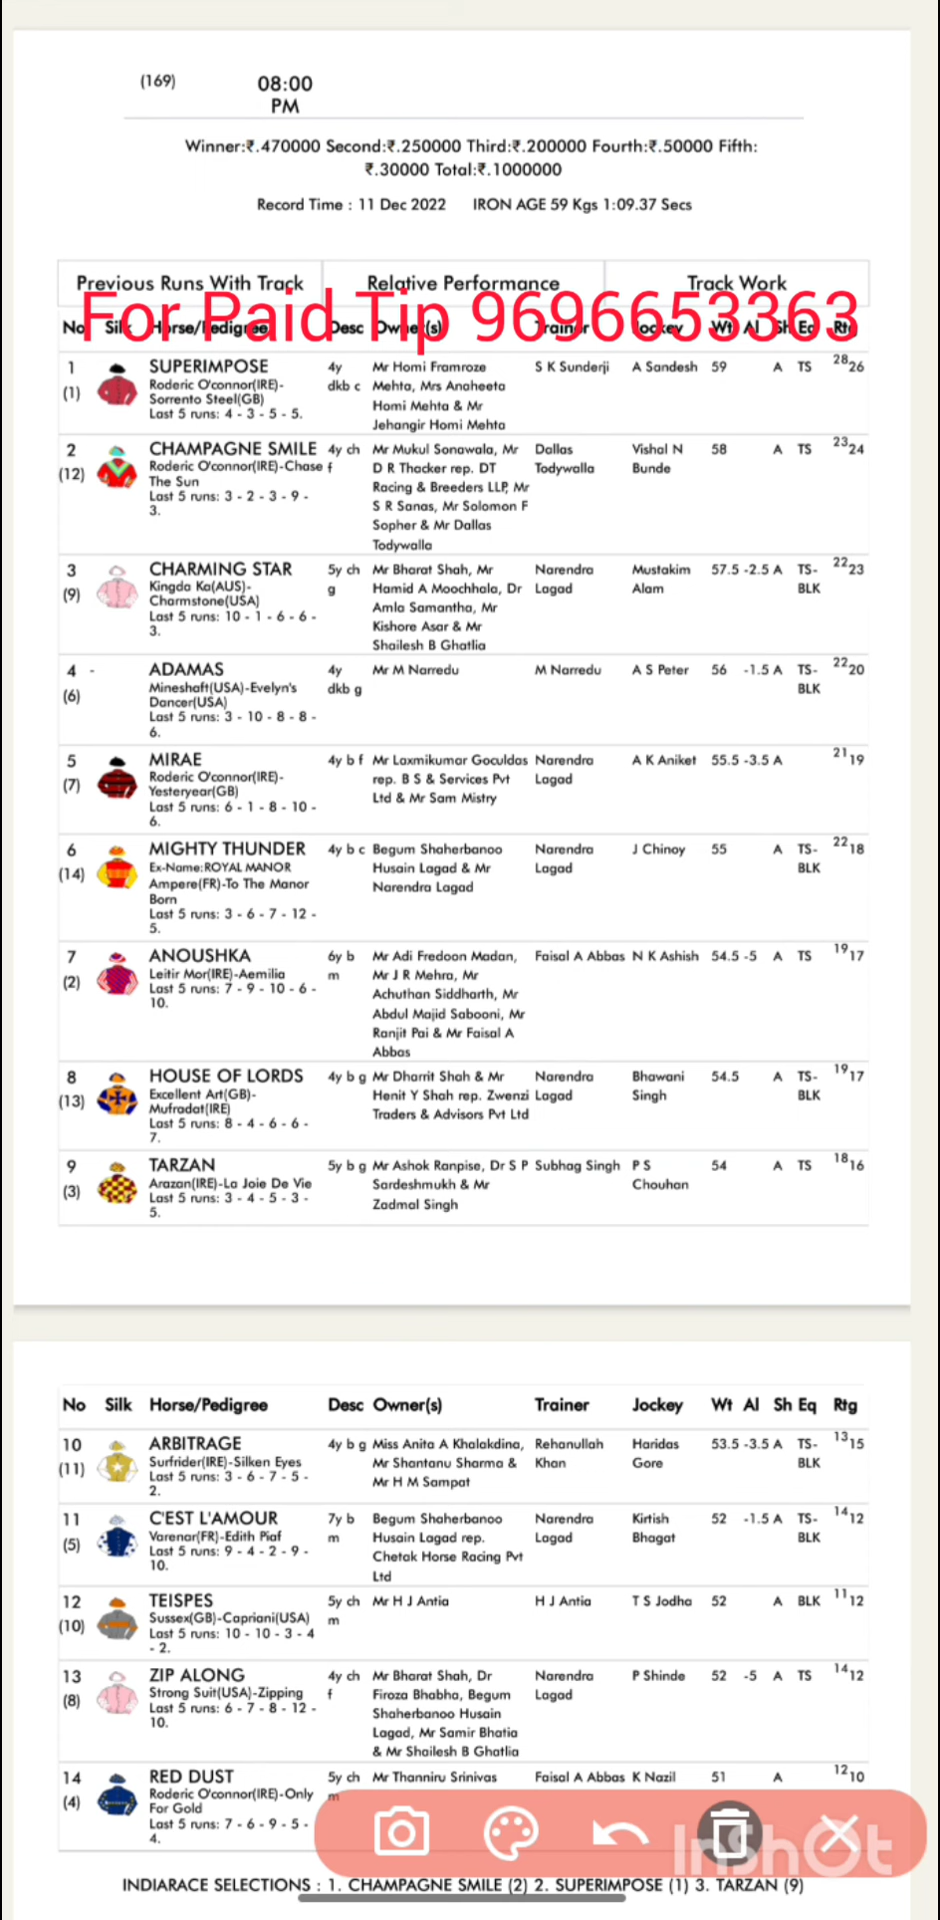 (169) 08:00
PM
Winner:₹.470000 Second:₹.250000 Third:₹.200000 Fourth:₹.50000 Fifth:
₹.30000 Total:₹.1000000
Record Time : 11 Dec 2022 IRON AGE 59 Kgs 1:09.37 Secs
Previous Runs With Track Relative Performance Track Work
For Paid Tip 9696653363
No Silk Horse/Pedigree Desc Owner(s) Trainer Jockey Wt Al Sh Eq Rtg
1 SUPERIMPOSE 4y Mr Homi Framroze S K Sunderji A Sandesh 59 A TS 28 26
(1) Roderic O'connor(IRE)- dkb c Mehta, Mrs Anaheeta
Sorrento Steel(GB) Homi Mehta & Mr
Last 5 runs: 4 - 3 - 5 - 5. Jehangir Homi Mehta
2 CHAMPAGNE SMILE 4y ch Mr Mukul Sonawala, Mr Dallas Vishal N 58 A TS 23 24
(12) Roderic O'connor(IRE)-Chase f D R Thacker rep. DT Todywalla Bunde
The Sun Racing & Breeders LLP, Mr
Last 5 runs: 3 - 2 - 3 - 9 - S R Sanas, Mr Solomon F
3. Sopher & Mr Dallas
Todywalla
3 CHARMING STAR 5y ch Mr Bharat Shah, Mr Narendra Mustakim 57.5 -2.5 A TS- 22 23
(9) Kingda Ka(AUS)- g Hamid A Moochhala, Dr Lagad Alam BLK
Charmstone(USA) Amla Samantha, Mr
Last 5 runs: 10 - 1 - 6 - 6 - Kishore Asar & Mr
3. Shailesh B Ghatlia
4 - ADAMAS 4y Mr M Narredu M Narredu A S Peter 56 -1.5 A TS- 22 20
(6) Mineshaft(USA)-Evelyn's dkb g BLK
Dancer(USA)
Last 5 runs: 3 - 10 - 8 - 8 -
6.
5 MIRAE 4y b f Mr Laxmikumar Goculdas Narendra A K Aniket 55.5 -3.5 A 21 19
(7) Roderic O'connor(IRE)- rep. B S & Services Pvt Lagad
Yesteryear(GB) Ltd & Mr Sam Mistry
Last 5 runs: 6 - 1 - 8 - 10 -
6.
6 MIGHTY THUNDER 4y b c Begum Shaherbanoo Narendra J Chinoy 55 A TS- 22 18
(14) Ex-Name:ROYAL MANOR Husain Lagad & Mr Lagad BLK
Ampere(FR)-To The Manor Narendra Lagad
Born
Last 5 runs: 3 - 6 - 7 - 12 -
5.
7 ANOUSHKA 6y b Mr Adi Fredoon Madan, Faisal A Abbas N K Ashish 54.5 -5 A TS 19 17
(2) Leitir Mor(IRE)-Aemilia m Mr J R Mehra, Mr
Last 5 runs: 7 - 9 - 10 - 6 - Achuthan Siddharth, Mr
10. Abdul Majid Sabooni, Mr
Ranjit Pai & Mr Faisal A
Abbas
8 HOUSE OF LORDS 4y b g Mr Dharrit Shah & Mr Narendra Bhawani 54.5 A TS- 19 17
(13) Excellent Art(GB)- Henit Y Shah rep. Zwenzi Lagad Singh BLK
Mufradat(IRE) Traders & Advisors Pvt Ltd
Last 5 runs: 8 - 4 - 6 - 6 -
7.
9 TARZAN 5y b g Mr Ashok Ranpise, Dr S P Subhag Singh P S 54 A TS 18 16
(3) Arazan(IRE)-La Joie De Vie Sardeshmukh & Mr Chouhan
Last 5 runs: 3 - 4 - 5 - 3 - Zadmal Singh
5.
No Silk Horse/Pedigree Desc Owner(s) Trainer Jockey Wt Al Sh Eq Rtg
10 ARBITRAGE 4y b g Miss Anita A Khalakdina, Rehanullah Haridas 53.5 -3.5 A TS- 13 15
(11) Surfrider(IRE)-Silken Eyes Mr Shantanu Sharma & Khan Gore BLK
Last 5 runs: 3 - 6 - 7 - 5 - Mr H M Sampat
2.
11 C'EST L'AMOUR 7y b Begum Shaherbanoo Narendra Kirtish 52 -1.5 A TS- 14 12
(5) Varenar(FR)-Edith Piaf m Husain Lagad rep. Lagad Bhagat BLK
Last 5 runs: 9 - 4 - 2 - 9 - Chetak Horse Racing Pvt
10. Ltd
12 TEISPES 5y ch Mr H J Antia H J Antia T S Jodha 52 A BLK 11 12
(10) Sussex(GB)-Capriani(USA) m
Last 5 runs: 10 - 10 - 3 - 4
- 2.
13 ZIP ALONG 4y ch Mr Bharat Shah, Dr Narendra P Shinde 52 -5 A TS 14 12
(8) Strong Suit(USA)-Zipping f Firoza Bhabha, Begum Lagad
Last 5 runs: 6 - 7 - 8 - 12 - Shaherbanoo Husain
10. Lagad, Mr Samir Bhatia
& Mr Shailesh B Ghatlia
14 RED DUST 5y ch Mr Thanniru Srinivas Faisal A Abbas K Nazil 51 A 12 10
(4) Roderic O'connor(IRE)-Only m
For Gold
Last 5 runs: 7 - 6 - 9 - 5 -
4.
InShOt
INDIARACE SELECTIONS : 1. CHAMPAGNE SMILE (2) 2. SUPERIMPOSE (1) 3. TARZAN (9)